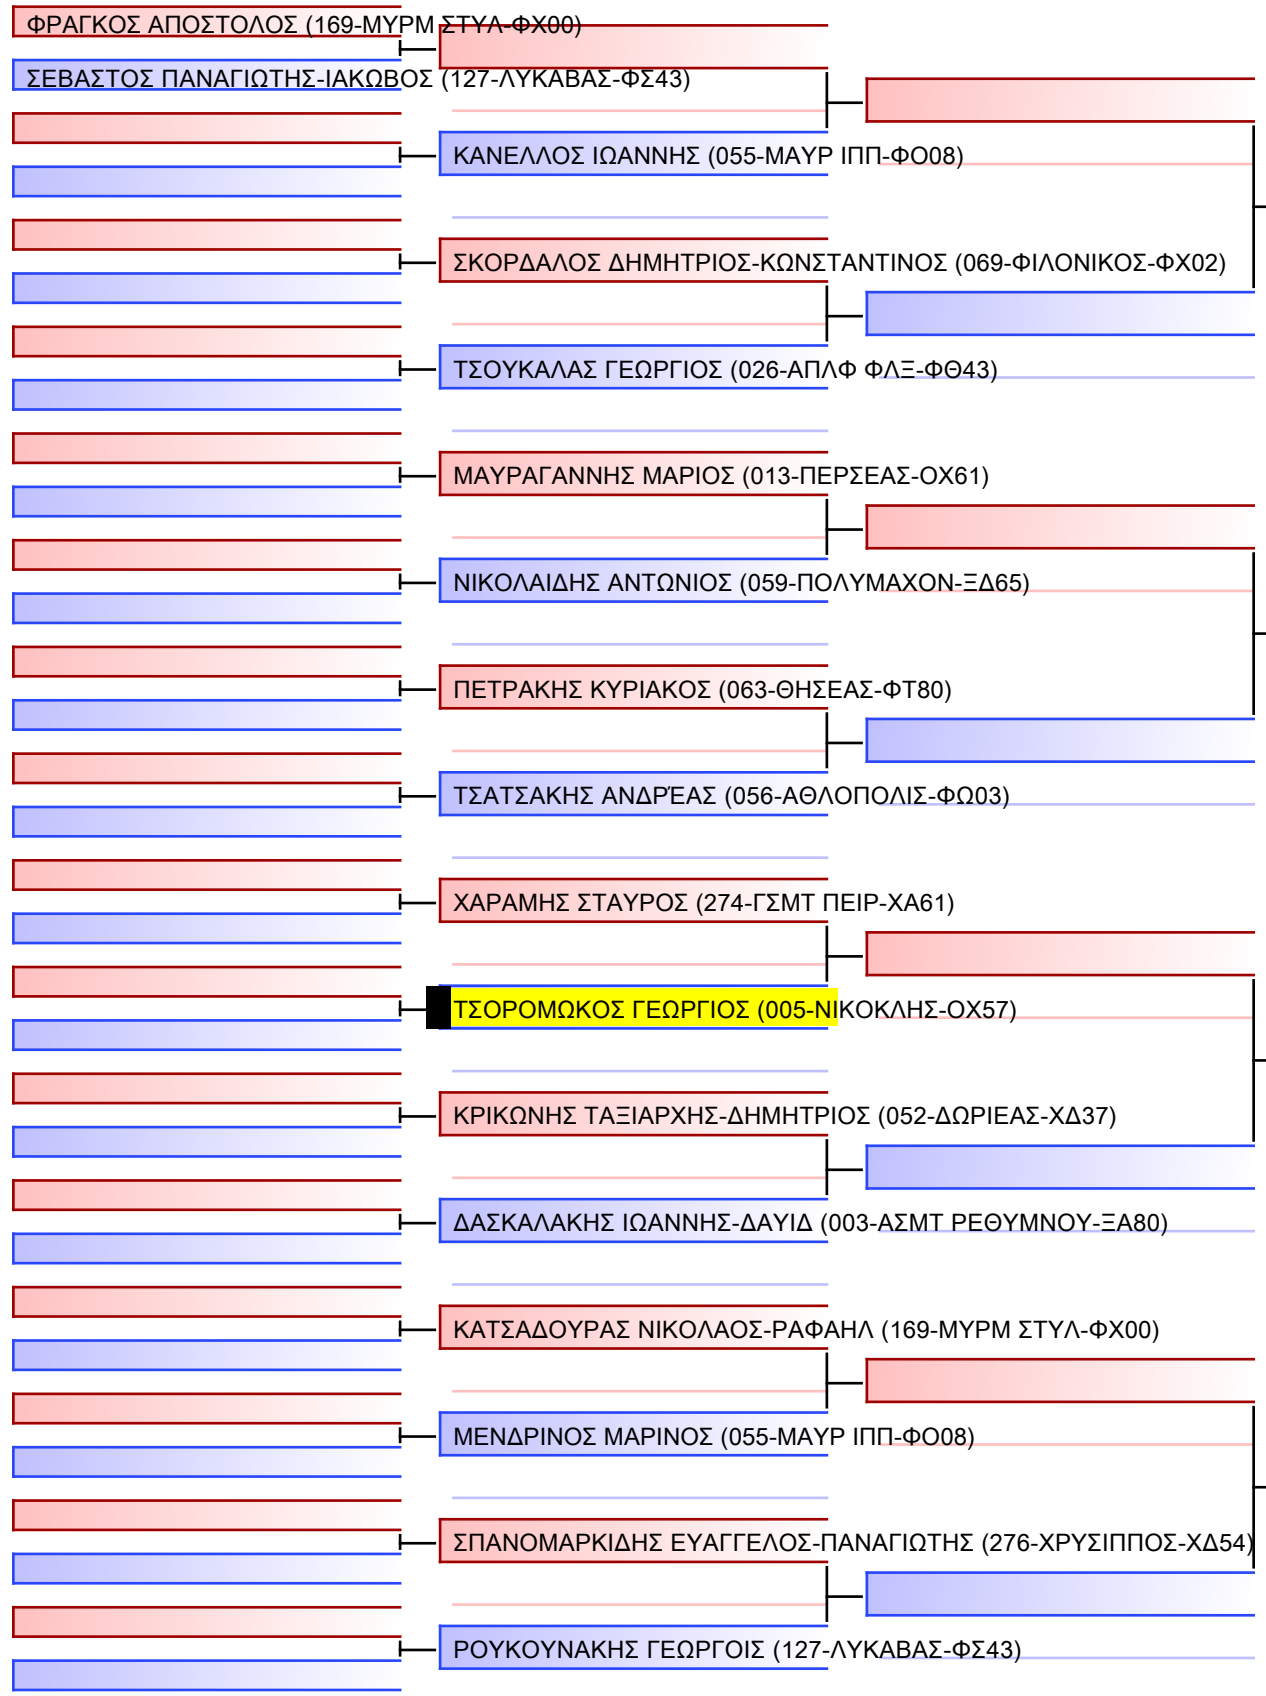 ΦΡΑΓΚΟΣ ΑΠΟΣΤΟΛΟΣ (169-ΜΥΡΜ ΣΤΥΛ-ΦΧ00)
ΣΕΒΑΣΤΟΣ ΠΑΝΑΓΙΩΤΗΣ-ΙΑΚΩΒΟΣ (127-ΛΥΚΑΒΑΣ-ΦΣ43)
ΚΑΝΕΛΛΟΣ ΙΩΑΝΝΗΣ (055-ΜΑΥΡ ΙΠΠ-ΦΟ08)
ΣΚΟΡΔΑΛΟΣ ΔΗΜΗΤΡΙΟΣ-ΚΩΝΣΤΑΝΤΙΝΟΣ (069-ΦΙΛΟΝΙΚΟΣ-ΦΧ02)
ΤΣΟΥΚΑΛΑΣ ΓΕΩΡΓΙΟΣ (026-ΑΠΛΦ ΦΛΞ-ΦΘ43)
ΜΑΥΡΑΓΑΝΝΗΣ ΜΑΡΙΟΣ (013-ΠΕΡΣΕΑΣ-ΟΧ61)
ΝΙΚΟΛΑΙΔΗΣ ΑΝΤΩΝΙΟΣ (059-ΠΟΛΥΜΑΧΟΝ-ΞΔ65)
ΠΕΤΡΑΚΗΣ ΚΥΡΙΑΚΟΣ (063-ΘΗΣΕΑΣ-ΦΤ80)
ΤΣΑΤΣΑΚΗΣ ΑΝΔΡΈΑΣ (056-ΑΘΛΟΠΟΛΙΣ-ΦΩ03)
ΧΑΡΑΜΗΣ ΣΤΑΥΡΟΣ (274-ΓΣΜΤ ΠΕΙΡ-ΧΑ61)
ΤΣΟΡΟΜΩΚΟΣ ΓΕΩΡΓΙΟΣ (005-ΝΙΚΟΚΛΗΣ-ΟΧ57)
ΚΡΙΚΩΝΗΣ ΤΑΞΙΑΡΧΗΣ-ΔΗΜΗΤΡΙΟΣ (052-ΔΩΡΙΕΑΣ-ΧΔ37)
ΔΑΣΚΑΛΑΚΗΣ ΙΩΑΝΝΗΣ-ΔΑΥΙΔ (003-ΑΣΜΤ ΡΕΘΥΜΝΟΥ-ΞΑ80)
ΚΑΤΣΑΔΟΥΡΑΣ ΝΙΚΟΛΑΟΣ-ΡΑΦΑΗΛ (169-ΜΥΡΜ ΣΤΥΛ-ΦΧ00)
ΜΕΝΔΡΙΝΟΣ ΜΑΡΙΝΟΣ (055-ΜΑΥΡ ΙΠΠ-ΦΟ08)
ΣΠΑΝΟΜΑΡΚΙΔΗΣ ΕΥΑΓΓΕΛΟΣ-ΠΑΝΑΓΙΩΤΗΣ (276-ΧΡΥΣΙΠΠΟΣ-ΧΔ54)
ΡΟΥΚΟΥΝΑΚΗΣ ΓΕΩΡΓΟΙΣ (127-ΛΥΚΑΒΑΣ-ΦΣ43)